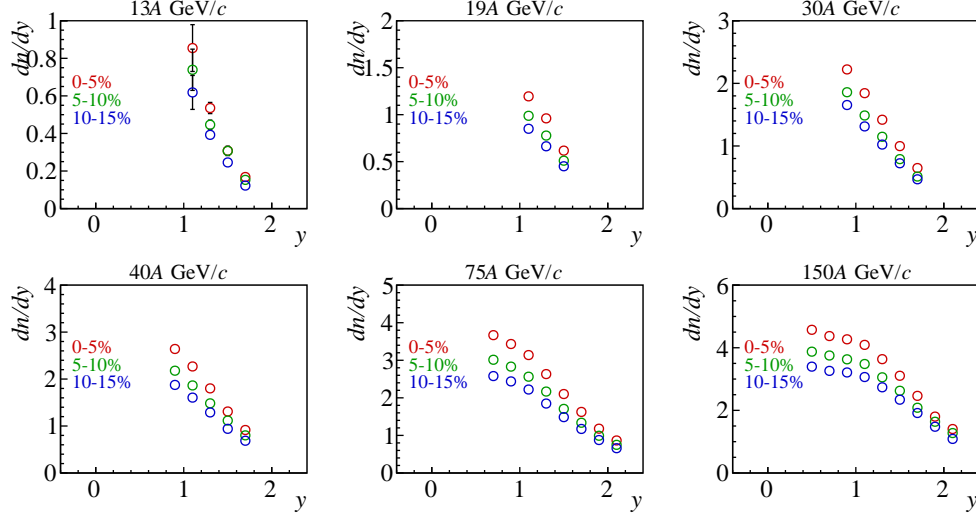 13A GeV/c
dn/dy
1
0.8
0.6
0.4
0.2
0
0-5%
5-10%
10-15%
0 1 2
y
19A GeV/c
dn/dy
2
1.5
1
0.5
0
0-5%
5-10%
10-15%
0 1 2
y
30A GeV/c
dn/dy
3
2
1
0
0-5%
5-10%
10-15%
0 1 2
y
40A GeV/c
dn/dy
4
3
2
1
0
0-5%
5-10%
10-15%
0 1 2
y
75A GeV/c
dn/dy
5
4
3
2
1
0
0-5%
5-10%
10-15%
0 1 2
y
150A GeV/c
dn/dy
6
4
2
0
0-5%
5-10%
10-15%
0 1 2
y